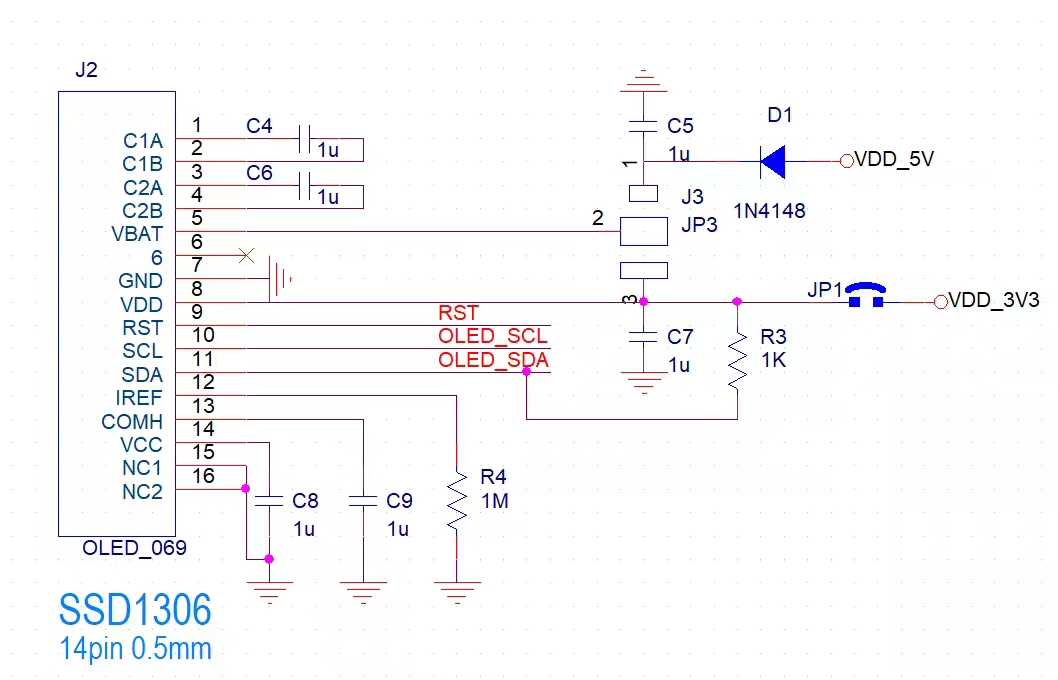 J2
C1A 1 C4 1u
C1B 2
C2A 3 C6 1u
C2B 4
VBAT 5
6 6
GND 7
VDD 8
RST 9 RST
SCL 10 OLED_SCL
SDA 11 OLED_SDA
IREF 12
COMH 13
VCC 14
NC1 15
NC2 16
OLED_069
C5
1u
D1
1N4148
VDD_5V
1
2
3
J3
JP3
JP1
VDD_3V3
C7
1u
R3
1K
C8
1u
C9
1u
R4
1M
SSD1306
14pin 0.5mm